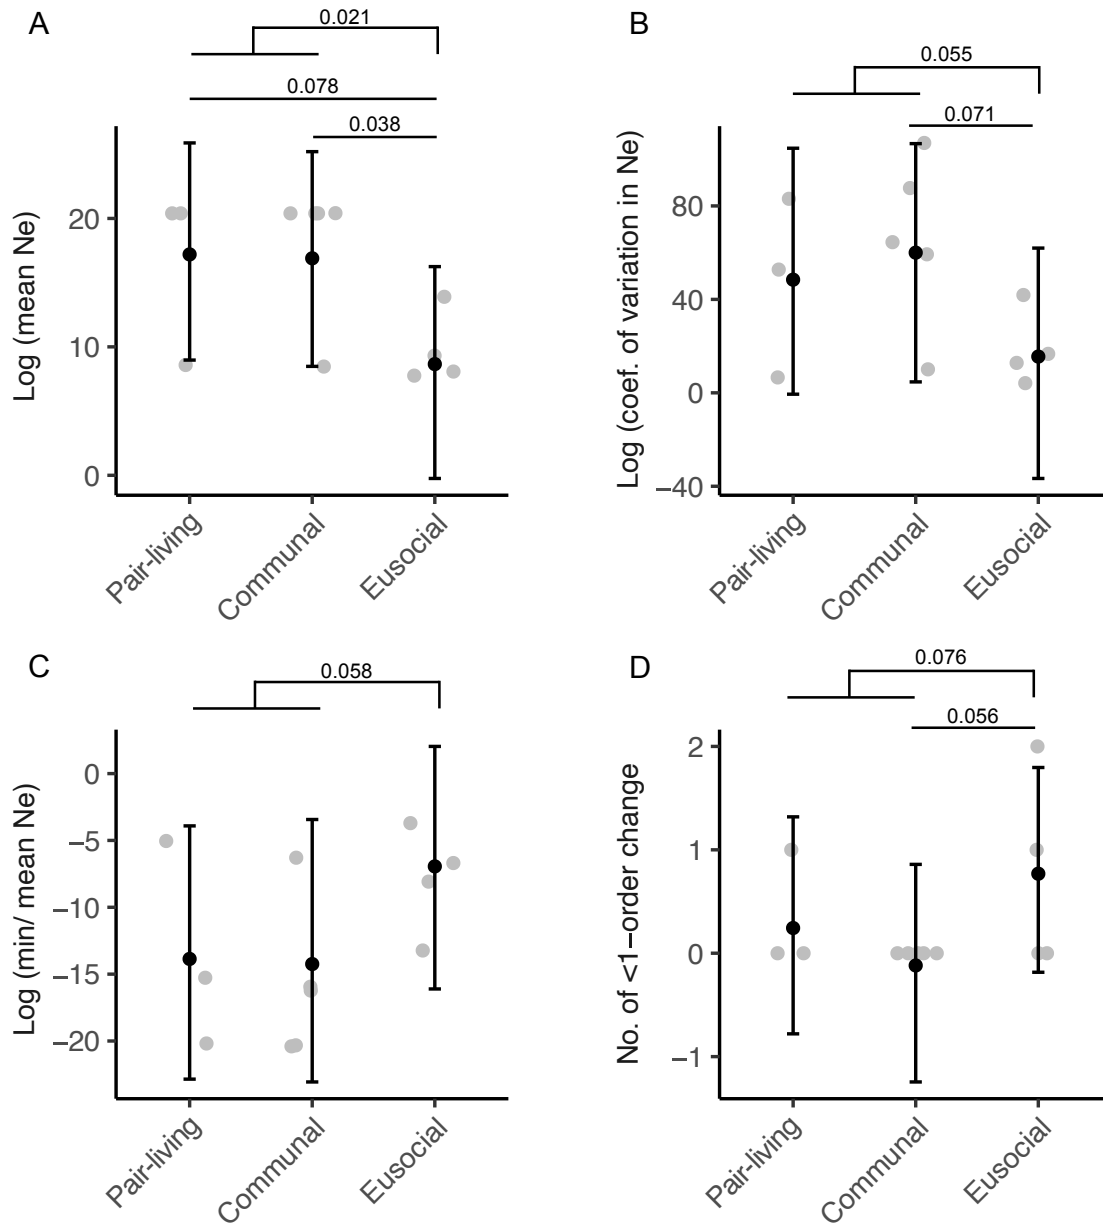 A
0.021
0.078
0.038
Log (mean Ne)
20
10
0
Pair-living
Communal
Eusocial
B
0.055
0.071
Log (coef. of variation in Ne)
80
40
0
−40
Pair-living
Communal
Eusocial
C
0.058
Log (min/ mean Ne)
0
−5
−10
−15
−20
Pair-living
Communal
Eusocial
D
0.076
0.056
No. of <1−order change
2
1
0
−1
Pair-living
Communal
Eusocial